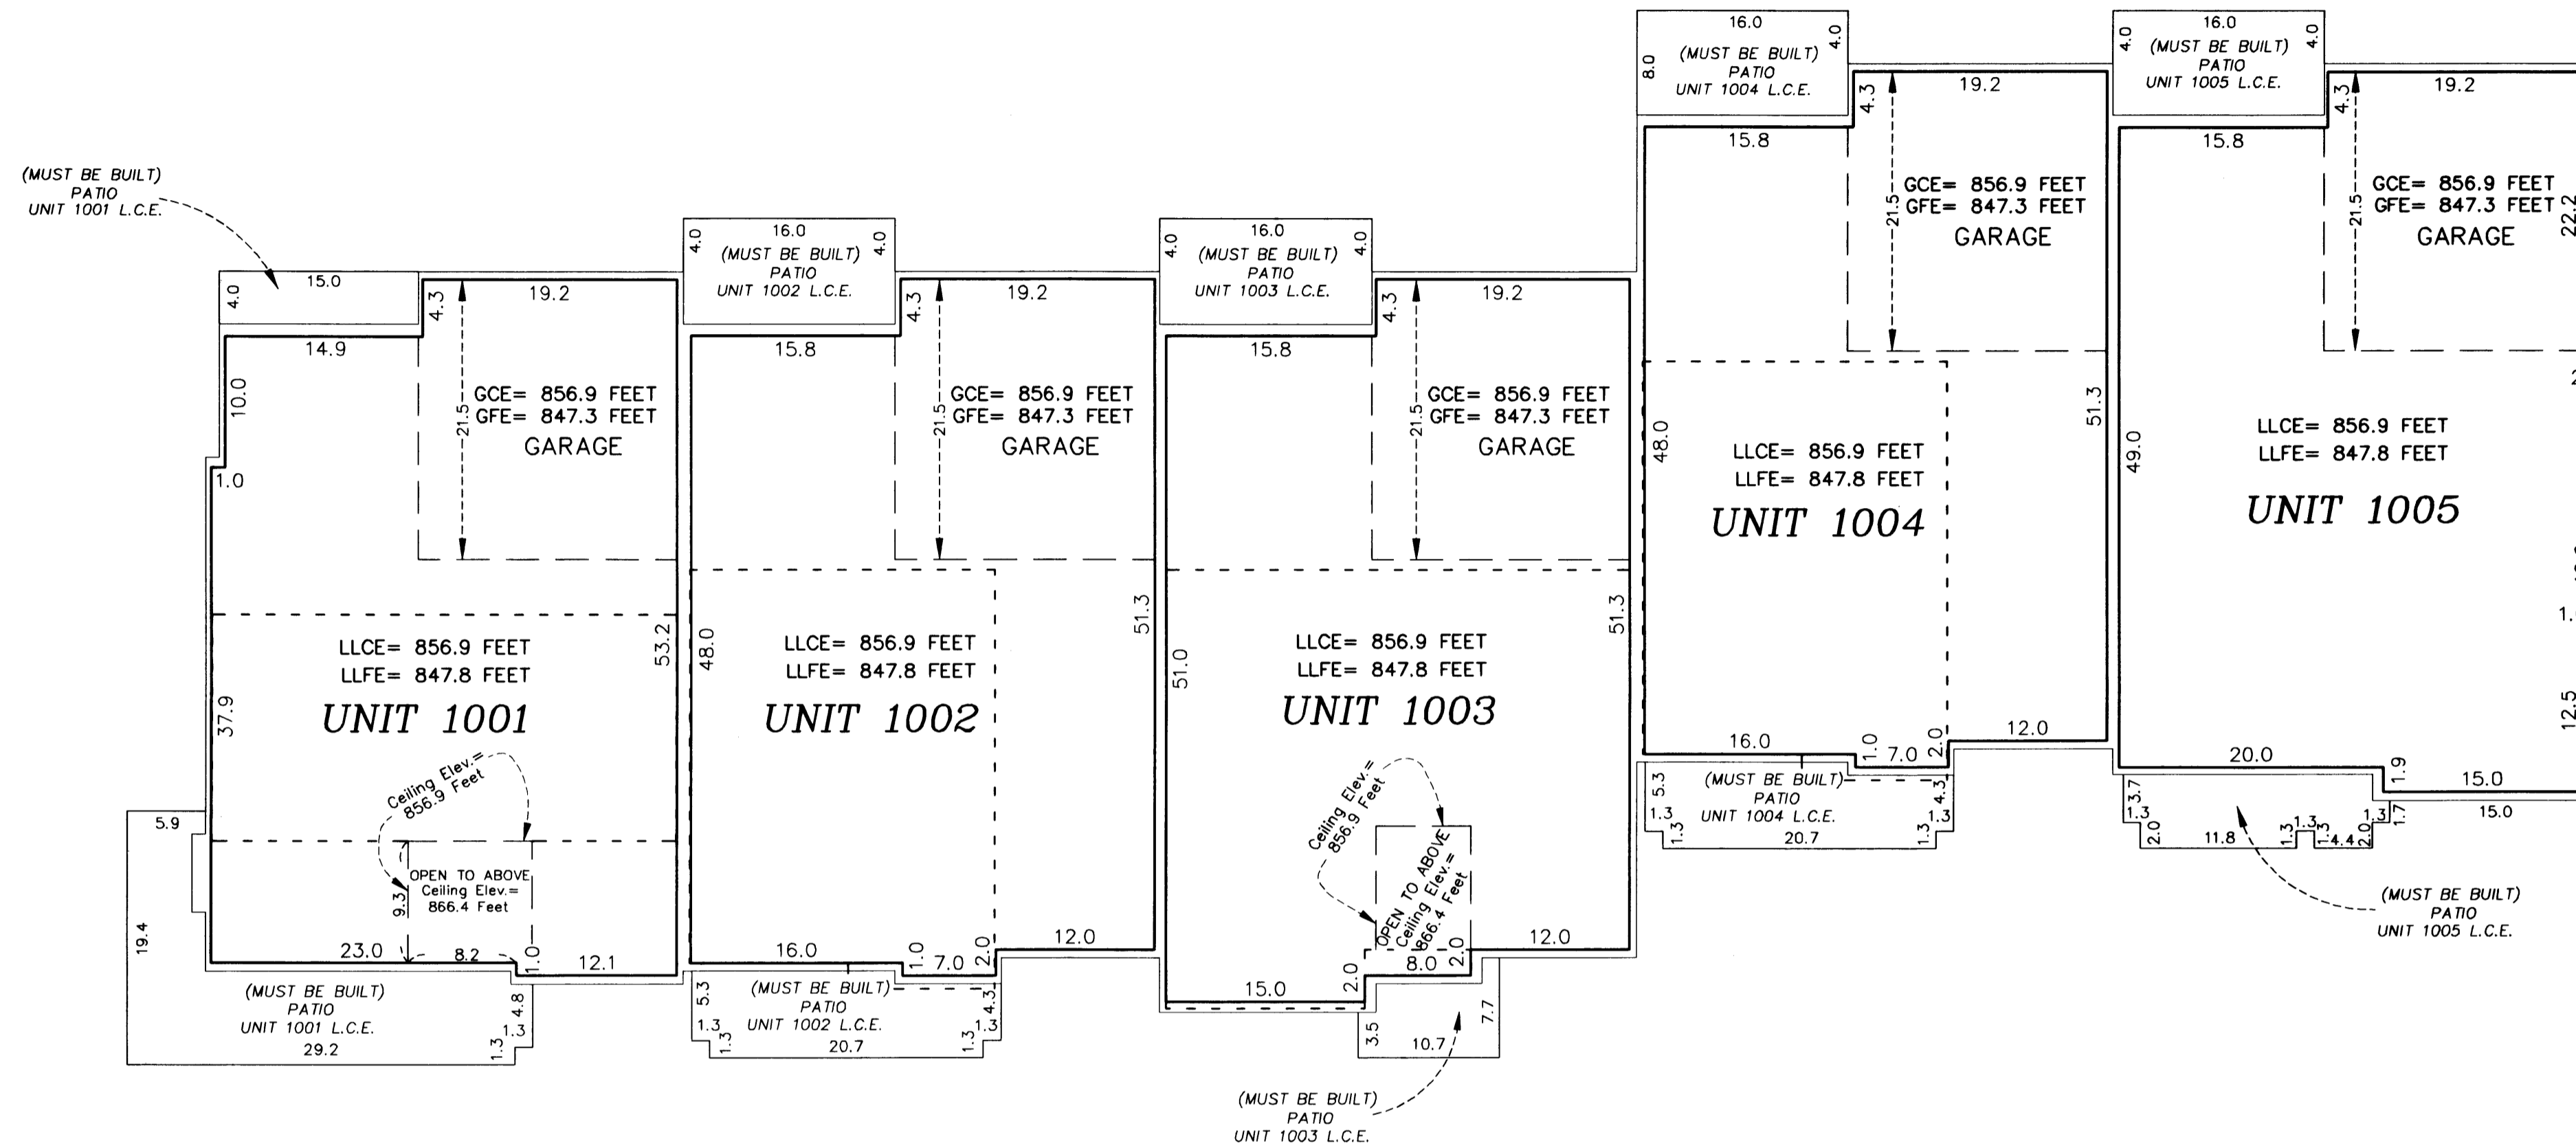 (MUST BE BUILT)
PATIO
UNIT 1001 L.C.E.
4.0
15.0
4.3
19.2
14.9
10.0
1.0
21.5
GCE= 856.9 FEET
GFE= 847.3 FEET
GARAGE
53.2
LLCE= 856.9 FEET
LLFE= 847.8 FEET
UNIT 1001
37.9
Ceiling Elev.=
856.9 Feet
OPEN TO ABOVE
Ceiling Elev.=
866.4 Feet
9.3
23.0
8.2
1.0
12.1
5.9
19.4
(MUST BE BUILT)
PATIO
UNIT 1001 L.C.E.
4.8
1.3
1.3
29.2
4.0
16.0
4.0
(MUST BE BUILT)
PATIO
UNIT 1002 L.C.E.
4.3
19.2
15.8
21.5
GCE= 856.9 FEET
GFE= 847.3 FEET
GARAGE
51.3
48.0
LLCE= 856.9 FEET
LLFE= 847.8 FEET
UNIT 1002
16.0
1.0
7.0
2.0
12.0
5.3
(MUST BE BUILT)
PATIO
UNIT 1002 L.C.E.
4.3
1.3
1.3
1.3
1.3
20.7
4.0
16.0
4.0
(MUST BE BUILT)
PATIO
UNIT 1003 L.C.E.
4.3
19.2
15.8
21.5
GCE= 856.9 FEET
GFE= 847.3 FEET
GARAGE
51.3
51.0
LLCE= 856.9 FEET
LLFE= 847.8 FEET
UNIT 1003
Ceiling Elev.=
856.9 Feet
OPEN TO ABOVE
Ceiling Elev.=
866.4 Feet
15.0
2.0
8.0
2.0
12.0
3.5
10.7
7.7
(MUST BE BUILT)
PATIO
UNIT 1003 L.C.E.
8.0
16.0
4.0
(MUST BE BUILT)
PATIO
UNIT 1004 L.C.E.
4.3
19.2
15.8
21.5
GCE= 856.9 FEET
GFE= 847.3 FEET
GARAGE
51.3
48.0
LLCE= 856.9 FEET
LLFE= 847.8 FEET
UNIT 1004
16.0
1.0
7.0
2.0
12.0
5.3
(MUST BE BUILT)
PATIO
UNIT 1004 L.C.E.
4.3
1.3
1.3
1.3
1.3
20.7
4.0
16.0
4.0
(MUST BE BUILT)
PATIO
UNIT 1005 L.C.E.
4.3
19.2
15.8
21.5
GCE= 856.9 FEET
GFE= 847.3 FEET
GARAGE
22.2
49.0
LLCE= 856.9 FEET
LLFE= 847.8 FEET
UNIT 1005
12.5
20.0
1.9
15.0
3.7
1.3
2.0
11.8
1.3
1.3
1.3
4.4
2.0
1.3
1.7
15.0
(MUST BE BUILT)
PATIO
UNIT 1005 L.C.E.